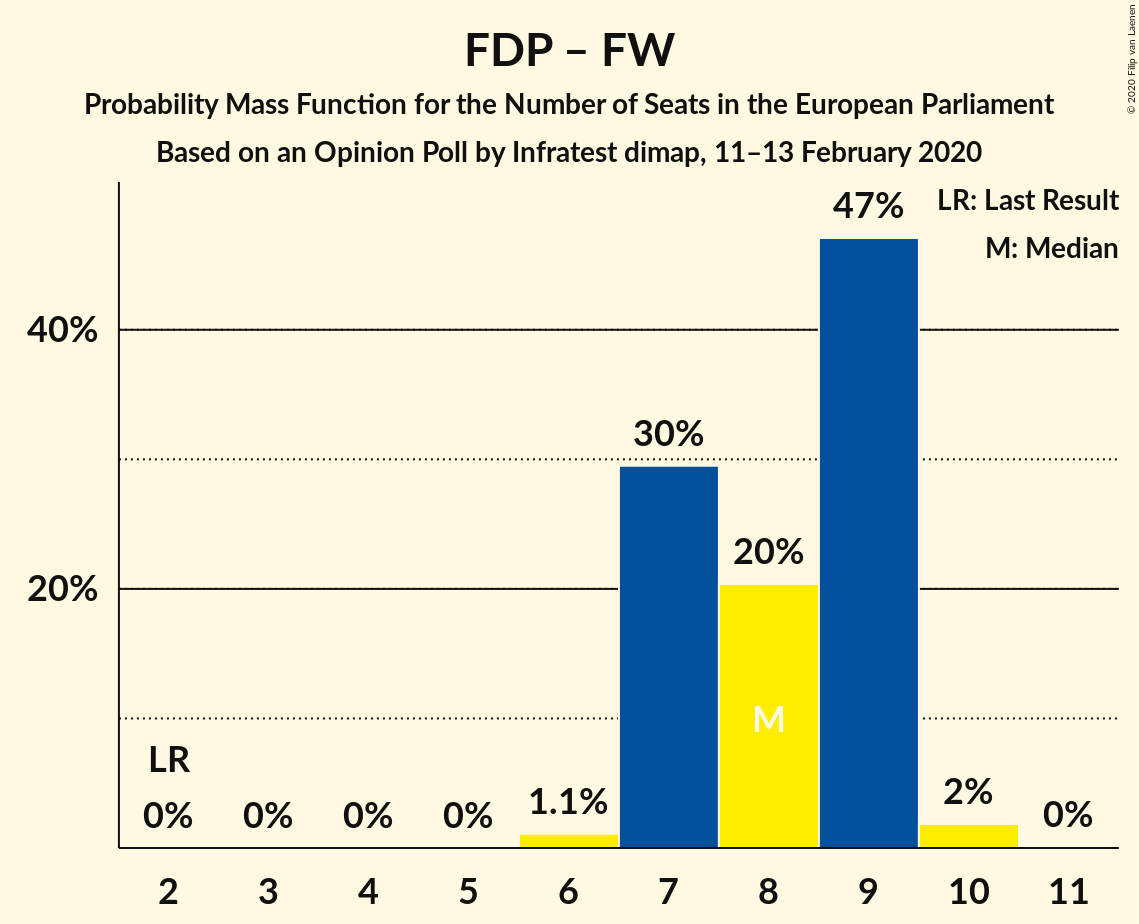 FDP – FW
Probability Mass Function for the Number of Seats in the European Parliament
Based on an Opinion Poll by Infratest dimap, 11–13 February 2020
© 2020 Filip van Laenen
LR: Last Result
M: Median
47%
40%
30%
20%
20%
M
LR
0%
0%
0%
0%
1.1%
2%
0%
2
3
4
5
6
7
8
9
10
11